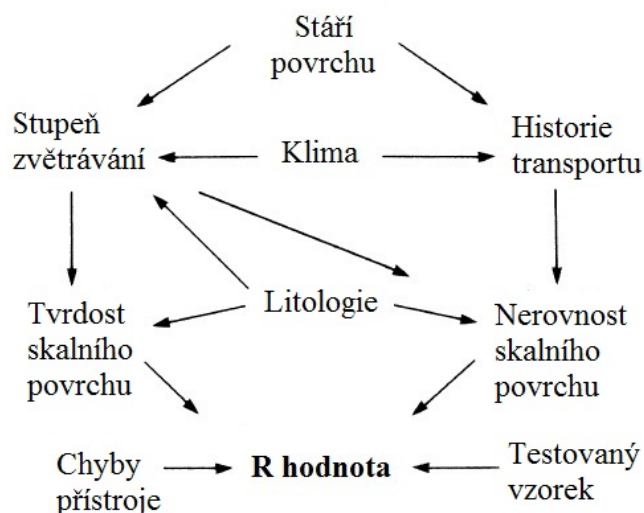 Stáří
povrchu
Stupeň
zvětrávání
Klima
Historie
transportu
Litologie
Tvrdost
skalního
povrchu
Nerovnost
skalního
povrchu
Chyby
přístroje
R hodnota
Testovaný
vzorek